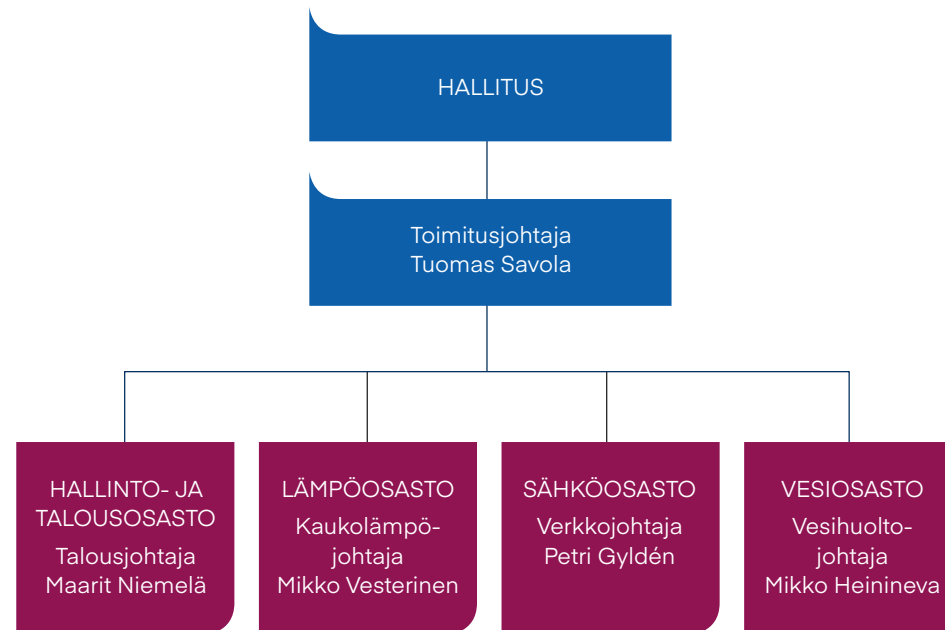 HALLITUS
Toimitusjohtaja
Tuomas Savola
HALLINTO- JA
TALOUSOSASTO
Talousjohtaja
Maarit Niemelä
LÄMPÖOSASTO
Kaukolämpö-
johtaja
Mikko Vesterinen
SÄHKÖOSASTO
Verkkojohtaja
Petri Gyldén
VESIOSASTO
Vesihuolto-
johtaja
Mikko Heinineva